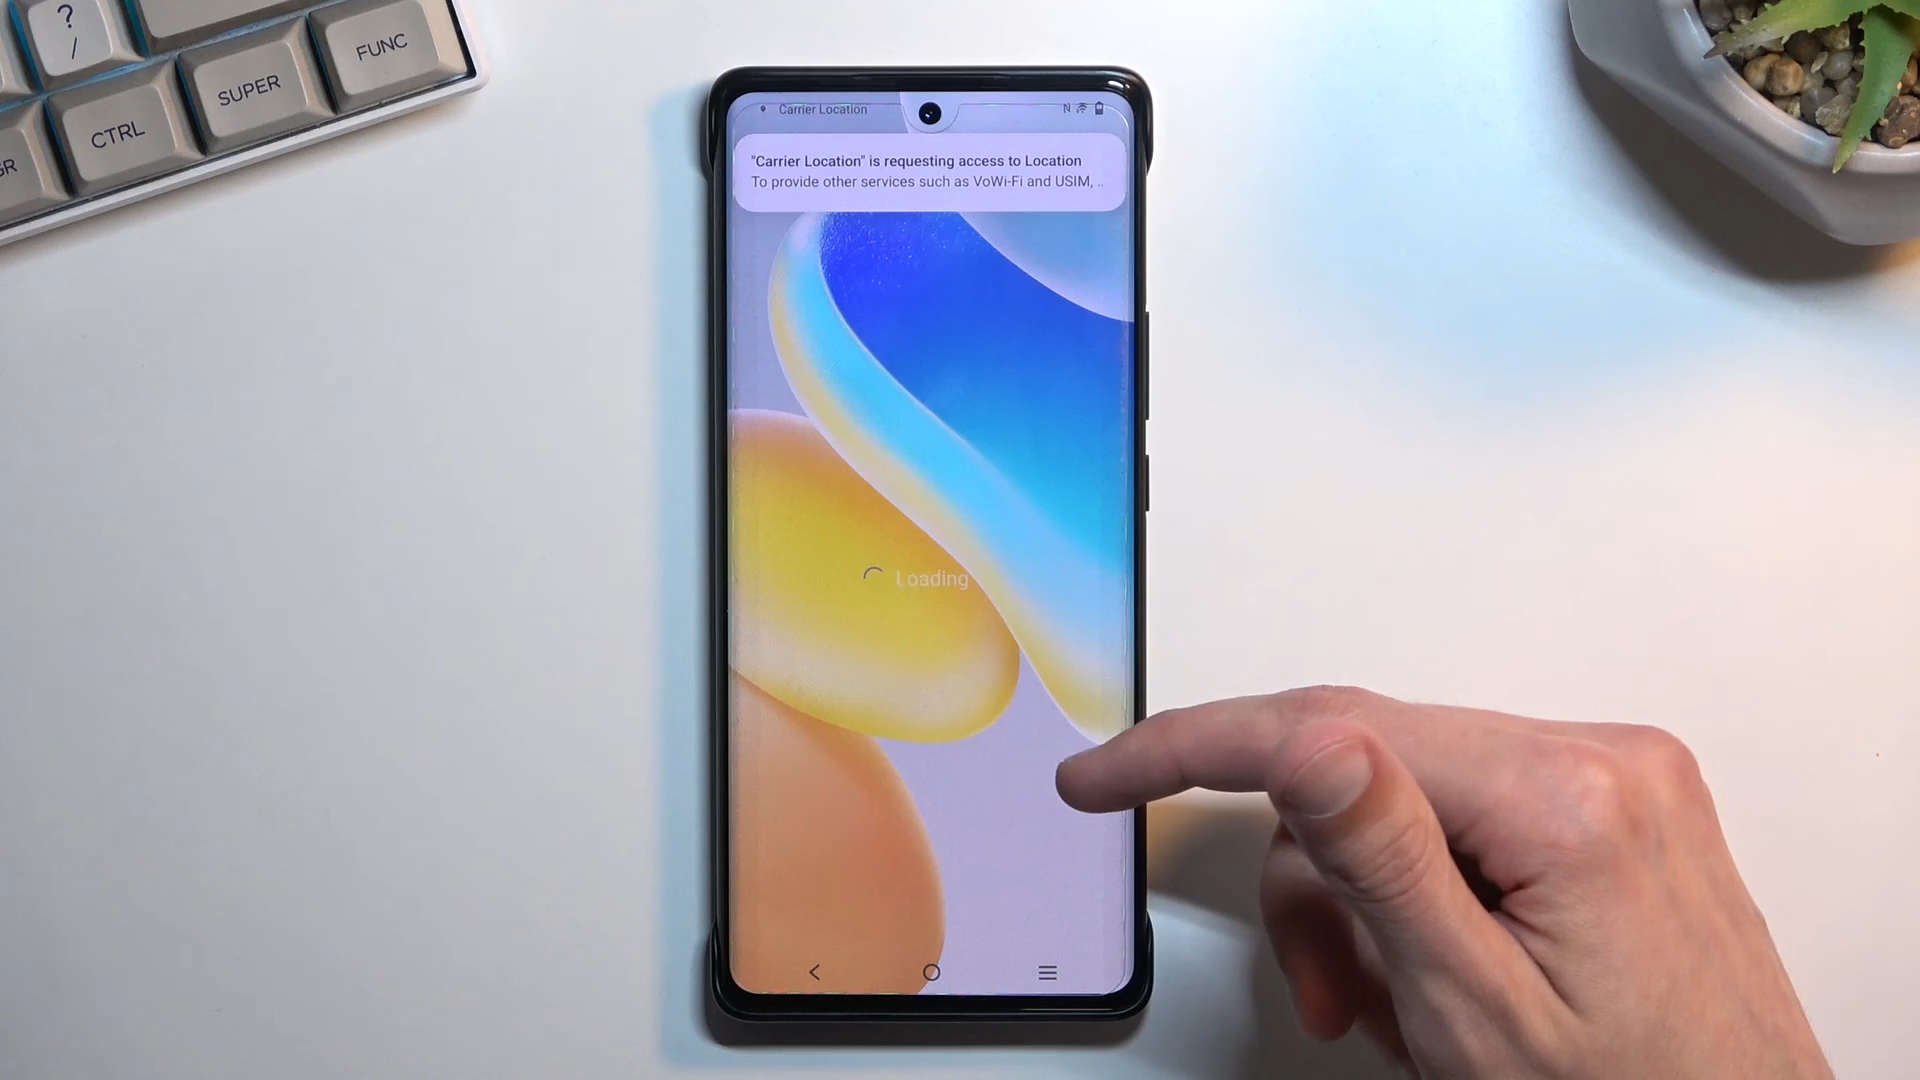 ?
/
FUNC
SUPER
CTRL
GR
Carrier Location
N
"Carrier Location" is requesting access to Location
To provide other services such as VoWi-Fi and USIM, ..
Loading